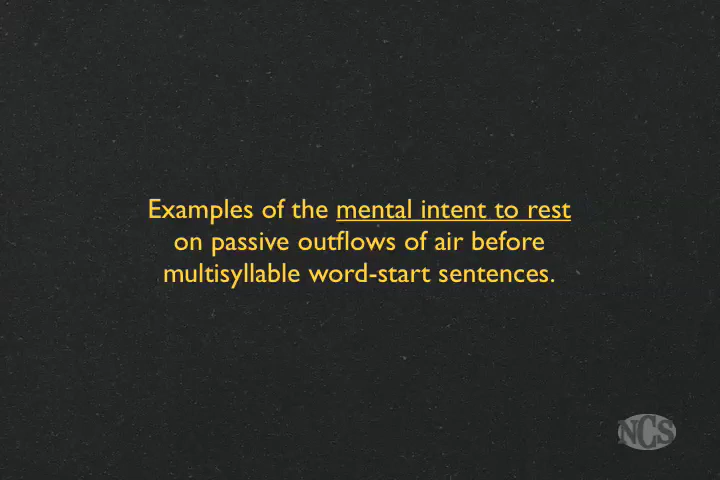 Examples of the mental intent to rest
on passive outflows of air before
multisyllable word-start sentences.
NCS